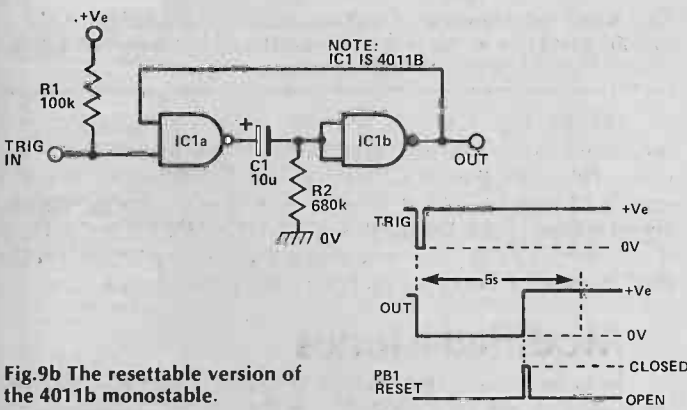 +Ve
NOTE:
IC1 IS 4011B
R1
100k
TRIG
IN
IC1a
+
C1
10u
IC1b
OUT
R2
680k
0V
TRIG
+Ve
0V
5s
OUT
+Ve
0V
PB1
RESET
CLOSED
OPEN
Fig.9b The resettable version of
the 4011b monostable.